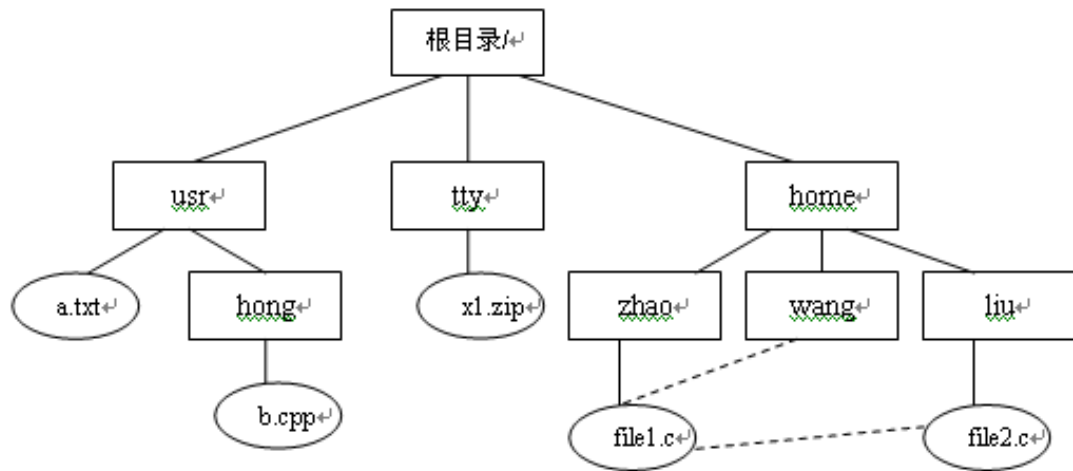 根目录/↵
usr↵
tty↵
home↵
a.txt↵
hong↵
x1.zip↵
zhao↵
wang↵
liu↵
b.cpp↵
file1.c↵
file2.c↵